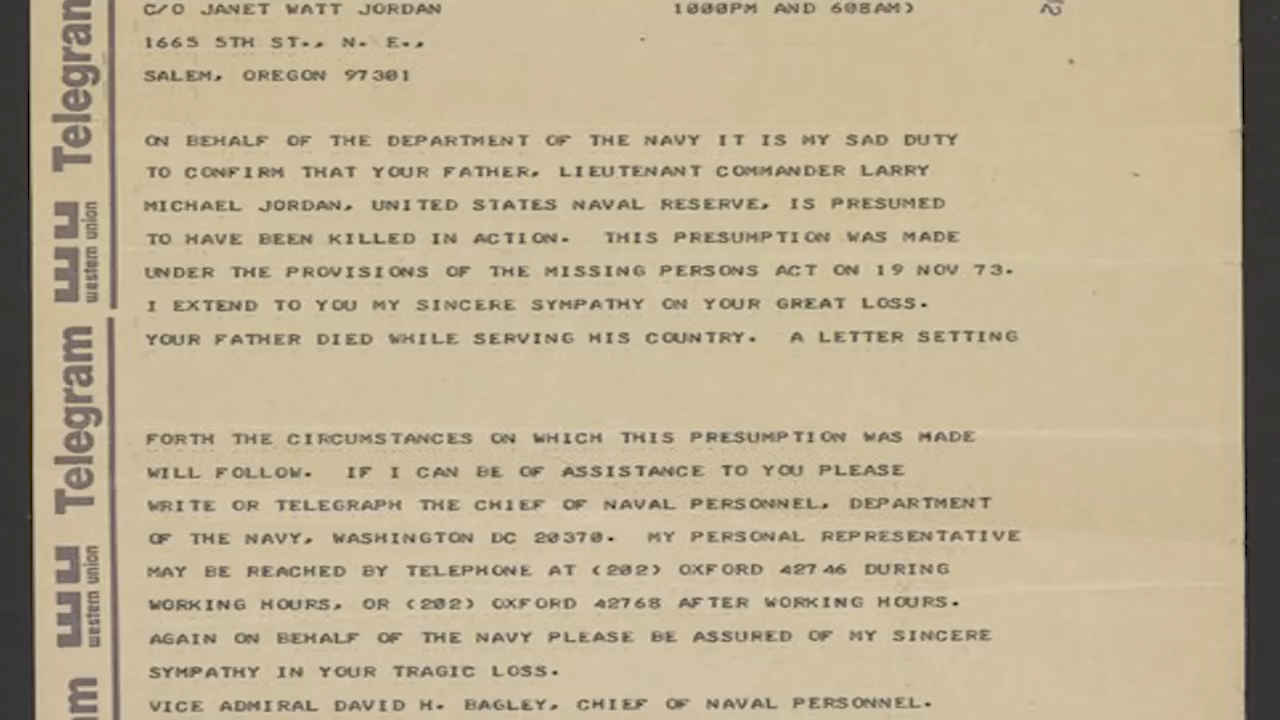 C/O JANET WATT JORDAN 1000PM AND 608AM)
1665 5TH ST., N. E.,
SALEM, OREGON 97301
ON BEHALF OF THE DEPARTMENT OF THE NAVY IT IS MY SAD DUTY
TO CONFIRM THAT YOUR FATHER, LIEUTENANT COMMANDER LARRY
MICHAEL JORDAN, UNITED STATES NAVAL RESERVE, IS PRESUMED
TO HAVE BEEN KILLED IN ACTION. THIS PRESUMPTION WAS MADE
UNDER THE PROVISIONS OF THE MISSING PERSONS ACT ON 19 NOV 73.
I EXTEND TO YOU MY SINCERE SYMPATHY ON YOUR GREAT LOSS.
YOUR FATHER DIED WHILE SERVING HIS COUNTRY. A LETTER SETTING
FORTH THE CIRCUMSTANCES ON WHICH THIS PRESUMPTION WAS MADE
WILL FOLLOW. IF I CAN BE OF ASSISTANCE TO YOU PLEASE
WRITE OR TELEGRAPH THE CHIEF OF NAVAL PERSONNEL, DEPARTMENT
OF THE NAVY, WASHINGTON DC 20370. MY PERSONAL REPRESENTATIVE
MAY BE REACHED BY TELEPHONE AT (202) OXFORD 42746 DURING
WORKING HOURS, OR (202) OXFORD 42768 AFTER WORKING HOURS.
AGAIN ON BEHALF OF THE NAVY PLEASE BE ASSURED OF MY SINCERE
SYMPATHY IN YOUR TRAGIC LOSS.
VICE ADMIRAL DAVID H. BAGLEY, CHIEF OF NAVAL PERSONNEL.
western union Telegram
western union Telegram